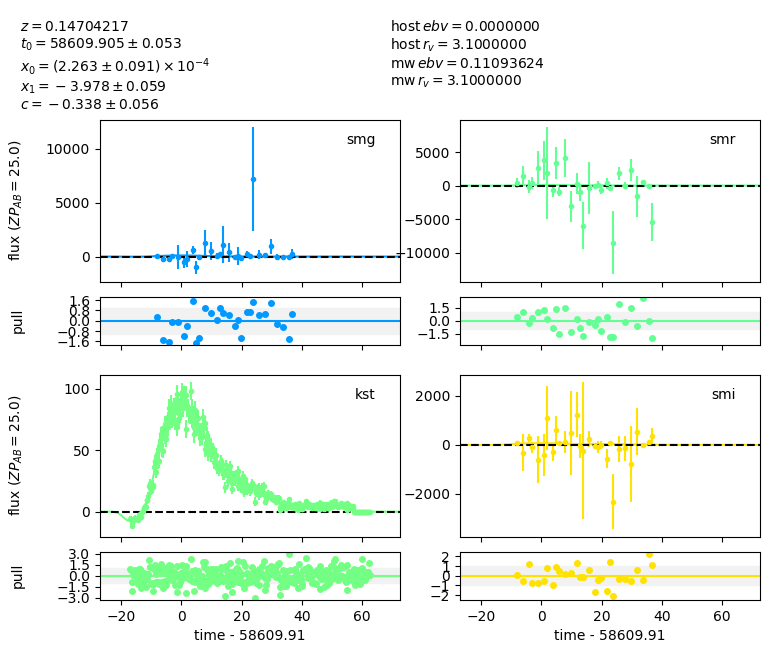 z = 0.14704217
t₀ = 58609.905 ± 0.053
x₀ = (2.263 ± 0.091) × 10⁻⁴
x₁ = −3.978 ± 0.059
c = −0.338 ± 0.056
host ebv = 0.0000000
host r_v = 3.1000000
mw ebv = 0.11093624
mw r_v = 3.1000000
smg
flux (ZP_AB = 25.0)
10000
5000
0
smr
5000
0
−5000
−10000
pull
1.6
0.8
0.0
−0.8
−1.6
1.5
0.0
−1.5
kst
flux (ZP_AB = 25.0)
100
50
0
smi
2000
0
−2000
pull
3.0
1.5
0.0
−1.5
−3.0
2
1
0
−1
−2
−20 0 20 40 60
−20 0 20 40 60
time - 58609.91
time - 58609.91